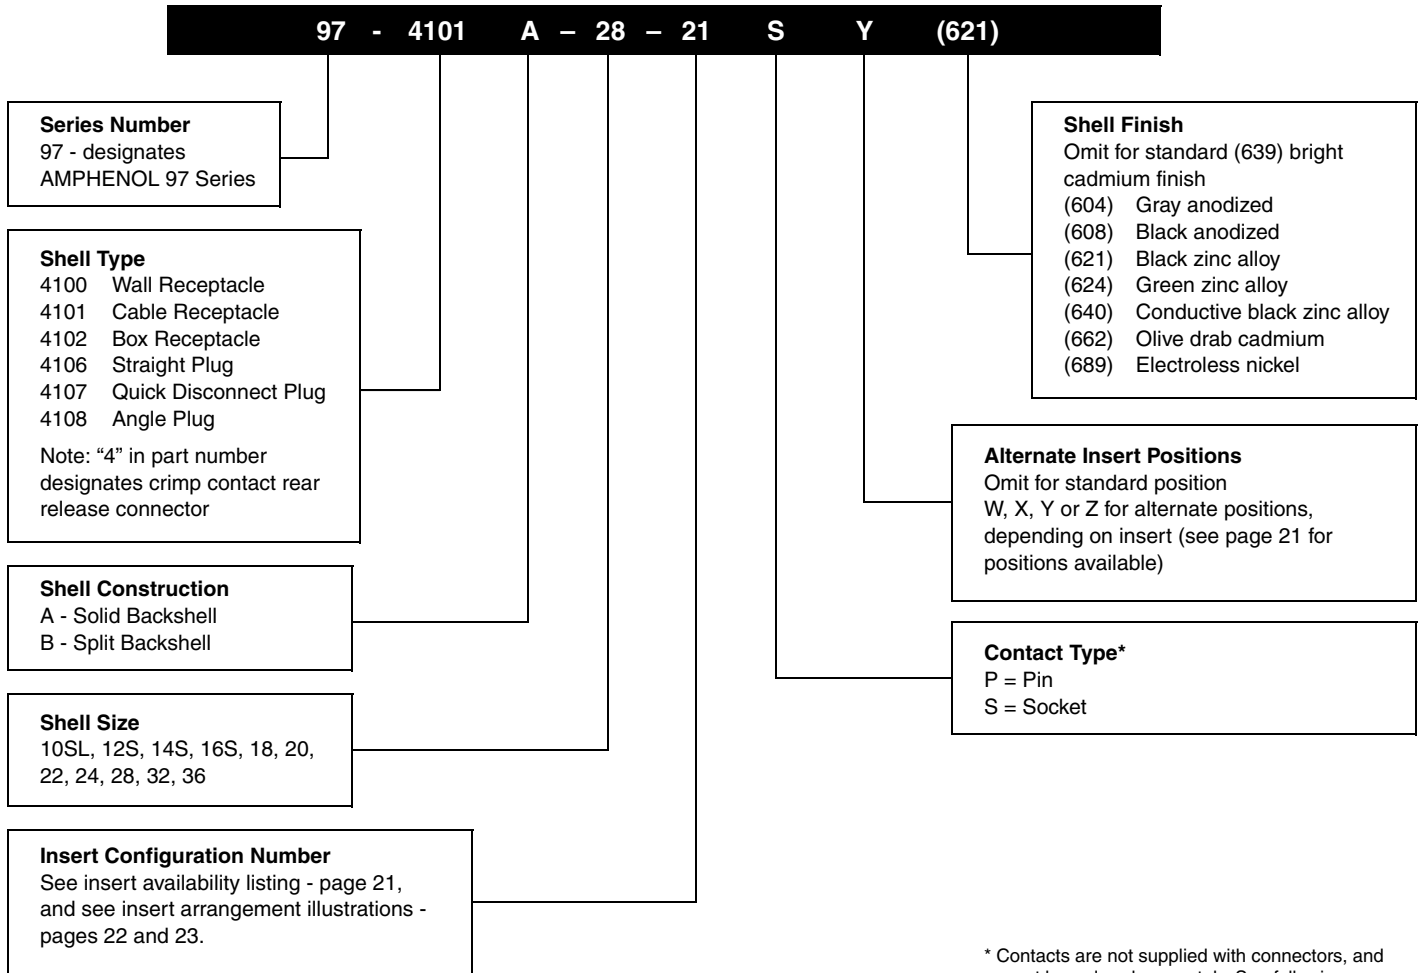 97 - 4101 A – 28 – 21 S Y (621)
Series Number
97 - designates
AMPHENOL 97 Series
Shell Type
4100 Wall Receptacle
4101 Cable Receptacle
4102 Box Receptacle
4106 Straight Plug
4107 Quick Disconnect Plug
4108 Angle Plug
Note: “4” in part number
designates crimp contact rear
release connector
Shell Construction
A - Solid Backshell
B - Split Backshell
Shell Size
10SL, 12S, 14S, 16S, 18, 20,
22, 24, 28, 32, 36
Insert Configuration Number
See insert availability listing - page 21,
and see insert arrangement illustrations -
pages 22 and 23.
Shell Finish
Omit for standard (639) bright
cadmium finish
(604) Gray anodized
(608) Black anodized
(621) Black zinc alloy
(624) Green zinc alloy
(640) Conductive black zinc alloy
(662) Olive drab cadmium
(689) Electroless nickel
Alternate Insert Positions
Omit for standard position
W, X, Y or Z for alternate positions,
depending on insert (see page 21 for
positions available)
Contact Type*
P = Pin
S = Socket
* Contacts are not supplied with connectors, and